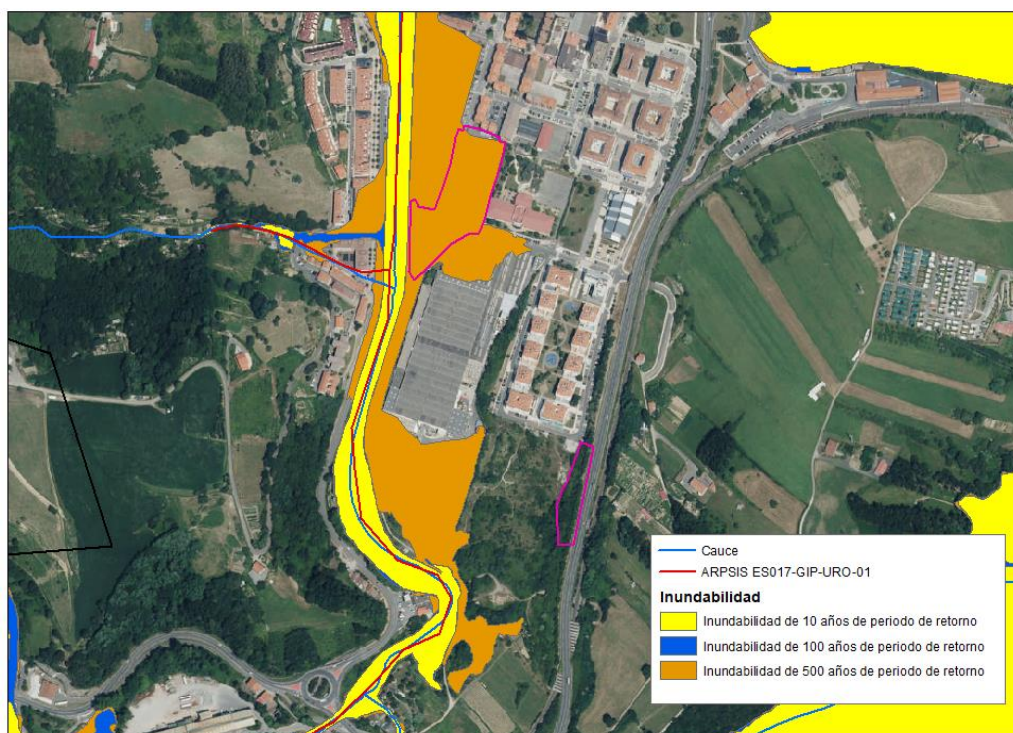 Cauce
ARPSIS ES017-GIP-URO-01
Inundabilidad
Inundabilidad de 10 años de periodo de retorno
Inundabilidad de 100 años de periodo de retorno
Inundabilidad de 500 años de periodo de retorno